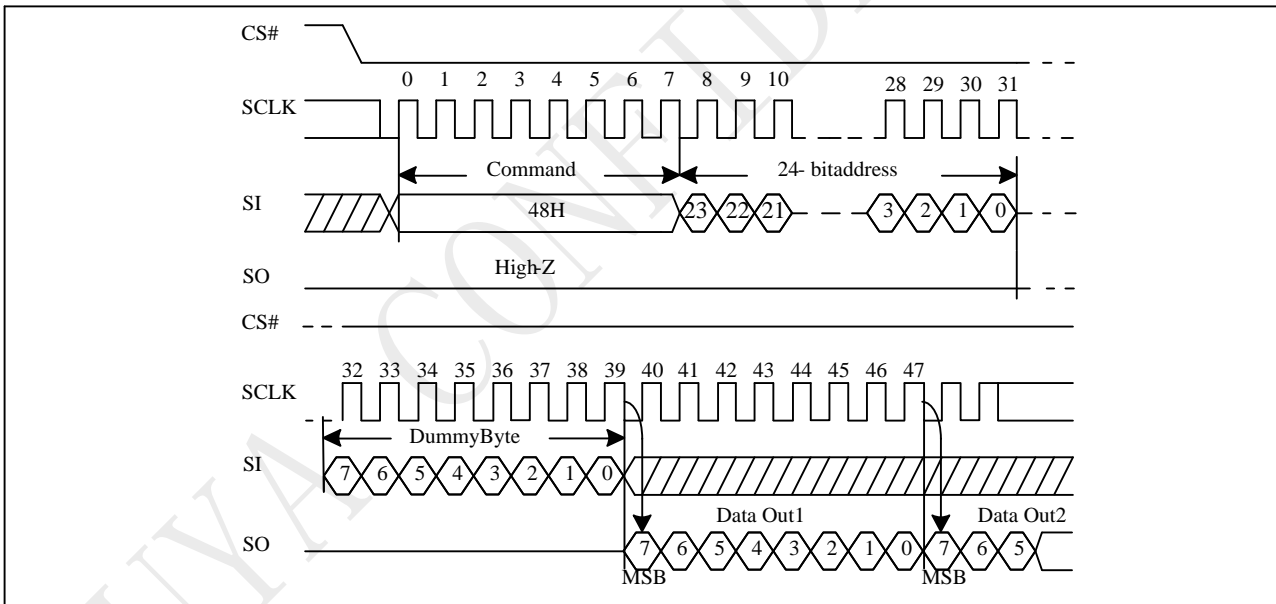 CS#
0 1 2 3 4 5 6 7 8 9 10 28 29 30 31
SCLK
Command 24- bitaddress
SI 48H 23 22 21 3 2 1 0
High-Z
SO
CS#
32 33 34 35 36 37 38 39 40 41 42 43 44 45 46 47
SCLK
DummyByte
SI 7 6 5 4 3 2 1 0
Data Out1 Data Out2
SO 7 6 5 4 3 2 1 0 7 6 5
MSB MSB